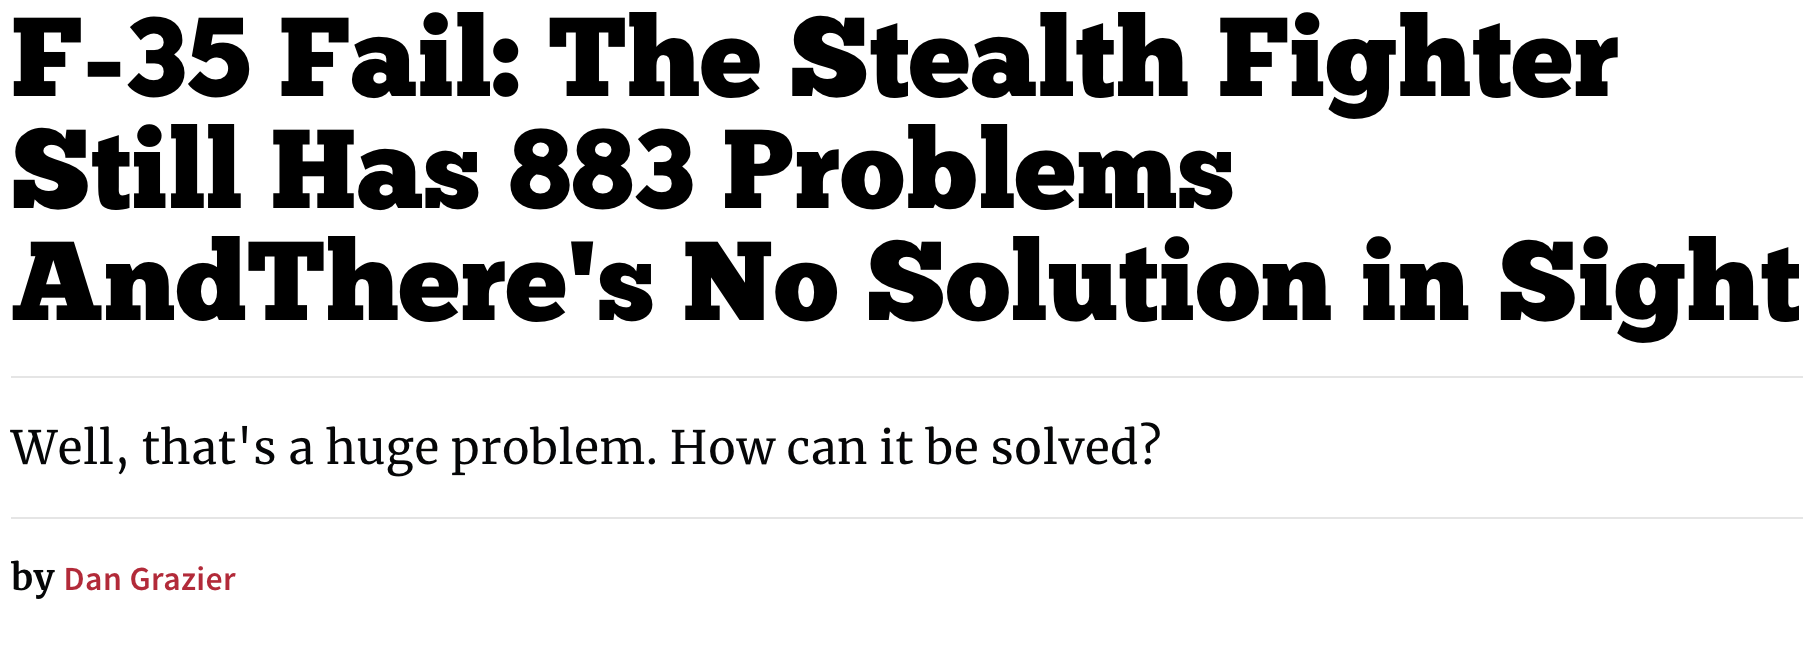 F-35 Fail: The Stealth Fighter
Still Has 883 Problems
AndThere's No Solution in Sight
Well, that's a huge problem. How can it be solved?
by Dan Grazier